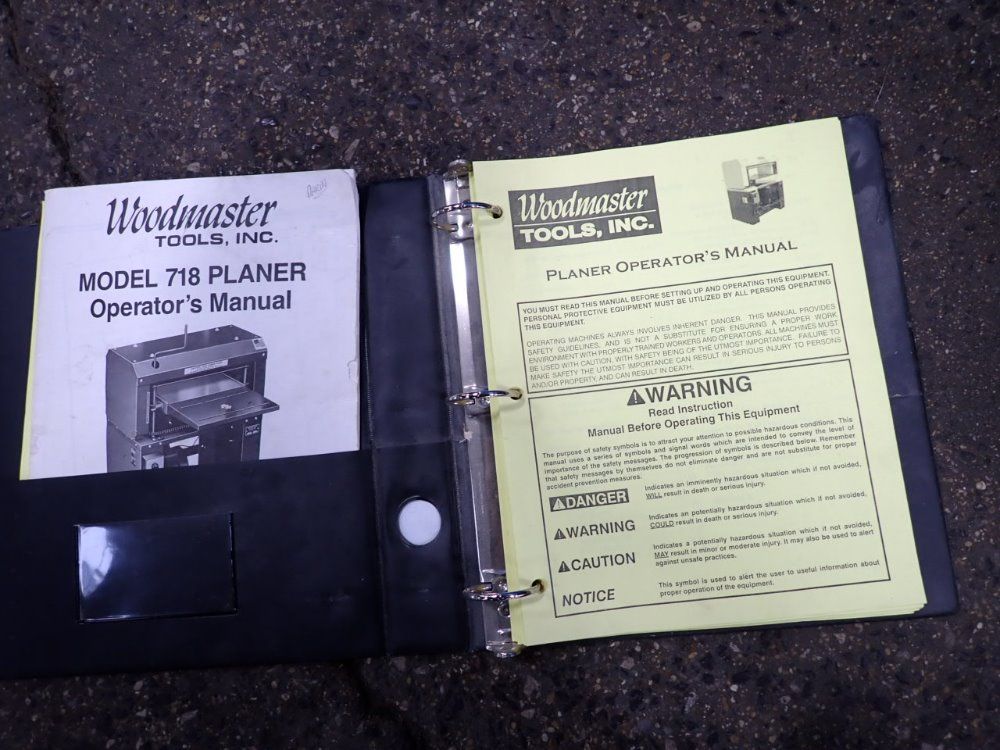 Woodmaster
TOOLS, INC.
MODEL 718 PLANER
Operator's Manual
Woodmaster
TOOLS, INC.
PLANER OPERATOR'S MANUAL
YOU MUST READ THIS MANUAL BEFORE SETTING UP AND OPERATING THIS EQUIPMENT.
PERSONAL PROTECTIVE EQUIPMENT MUST BE UTILIZED BY ALL PERSONS OPERATING
THIS EQUIPMENT.
OPERATING MACHINES ALWAYS INVOLVES INHERENT DANGER. THIS MANUAL PROVIDES
SAFETY GUIDELINES, AND IS NOT A SUBSTITUTE FOR ENSURING A PROPER WORK
ENVIRONMENT WITH PROPERLY TRAINED WORKERS AND OPERATORS. ALL MACHINES MUST
BE USED WITH CAUTION, WITH SAFETY BEING OF THE UTMOST IMPORTANCE. FAILURE TO
MAKE SAFETY THE UTMOST IMPORTANCE CAN RESULT IN SERIOUS INJURY TO PERSONS
AND/OR PROPERTY, AND CAN RESULT IN DEATH.
WARNING
Read Instruction
Manual Before Operating This Equipment
The purpose of safety symbols is to attract your attention to possible hazardous conditions. This
manual uses a series of symbols and signal words which are intended to convey the level of
importance of the safety messages. The progression of symbols is described below. Remember
that safety messages by themselves do not eliminate danger and are not substitute for proper
accident prevention measures.
DANGER
Indicates an imminently hazardous situation which if not avoided,
WILL result in death or serious injury.
WARNING
Indicates an potentially hazardous situation which if not avoided,
COULD result in death or serious injury.
CAUTION
Indicates a potentially hazardous situation which if not avoided,
MAY result in minor or moderate injury. It may also be used to alert
against unsafe practices.
NOTICE
This symbol is used to alert the user to useful information about
proper operation of the equipment.